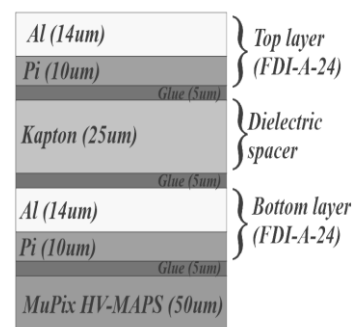 Al (14um)
Pi (10um)
Glue (5um)
Kapton (25um)
Glue (5um)
Al (14um)
Pi (10um)
Glue (5um)
MuPix HV-MAPS (50um)
Top layer
(FDI-A-24)
Dielectric
spacer
Bottom layer
(FDI-A-24)